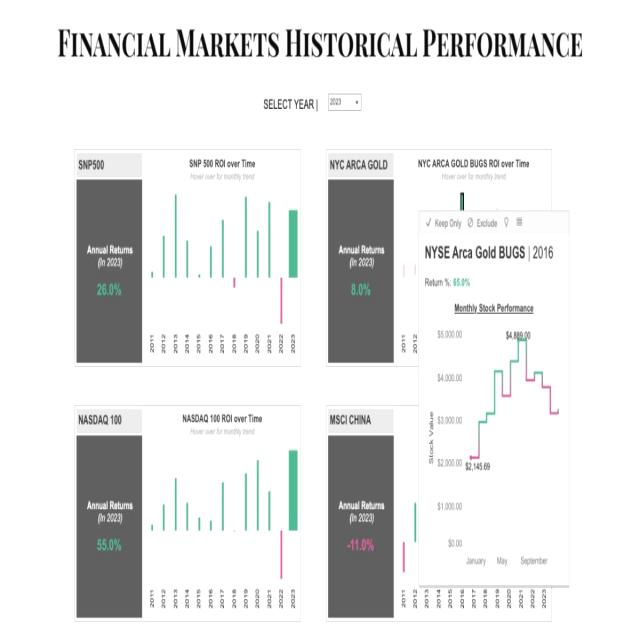 FINANCIAL MARKETS HISTORICAL PERFORMANCE
SELECT YEAR | 2023
SNP500
SNP 500 ROI over Time
Hover over for monthly trend
Annual Returns
(In 2023)
26.0%
2011 2012 2013 2014 2015 2016 2017 2018 2019 2020 2021 2022 2023
NYC ARCA GOLD
NYC ARCA GOLD BUGS ROI over Time
Hover over for monthly trend
Annual Returns
(In 2023)
8.0%
2011 2012
Keep Only Exclude
NYSE Arca Gold BUGS | 2016
Return %: 65.0%
Monthly Stock Performance
Stock Value
$5,000.00
$4,000.00
$3,000.00
$2,000.00
$1,000.00
$0.00
$4,889.00
$2,145.69
January May September
NASDAQ 100
NASDAQ 100 ROI over Time
Hover over for monthly trend
Annual Returns
(In 2023)
55.0%
2011 2012 2013 2014 2015 2016 2017 2018 2019 2020 2021 2022 2023
MSCI CHINA
Annual Returns
(In 2023)
-11.0%
2011 2012 2013 2014 2015 2016 2017 2018 2019 2020 2021 2022 2023